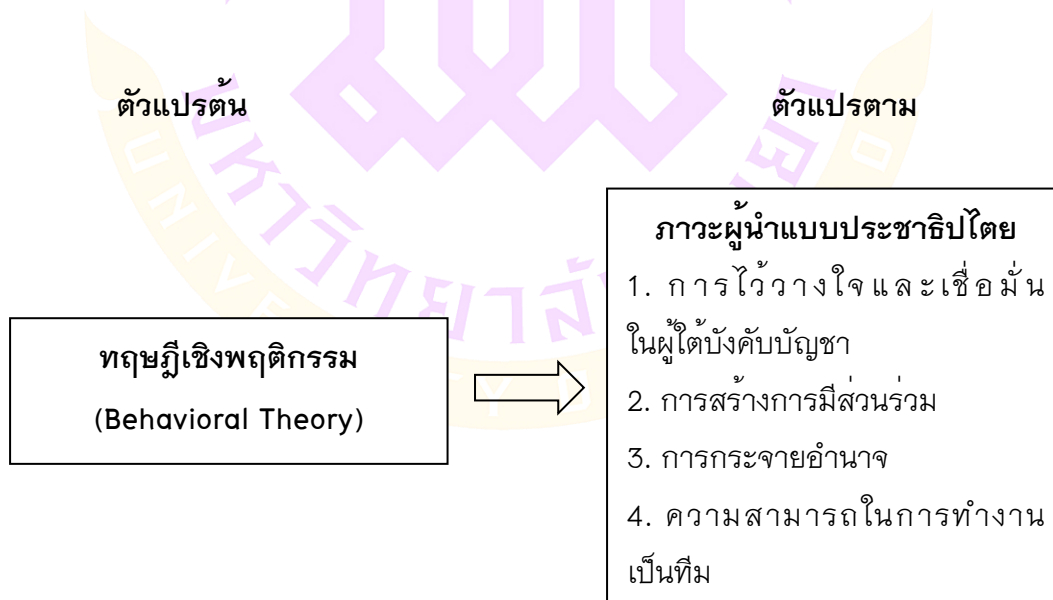 ตัวแปรต้น
ตัวแปรตาม
ทฤษฎีเชิงพฤติกรรม
(Behavioral Theory)
ภาวะผู้นำแบบประชาธิปไตย
1. การไว้วางใจและเชื่อมั่น
ในผู้ใต้บังคับบัญชา
2. การสร้างการมีส่วนร่วม
3. การกระจายอำนาจ
4. ความสามารถในการทำงาน
เป็นทีม